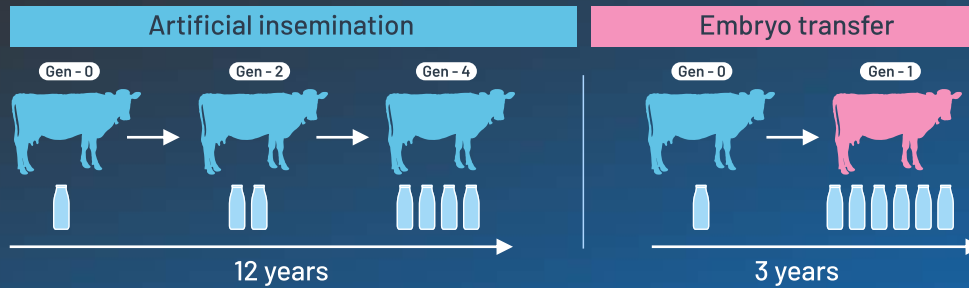 Artificial insemination
Embryo transfer
Gen - 0
Gen - 2
Gen - 4
Gen - 0
Gen - 1
12 years
3 years